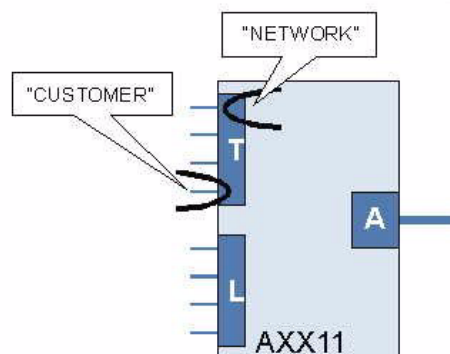 "NETWORK"
"CUSTOMER"
T
A
L
AXX11